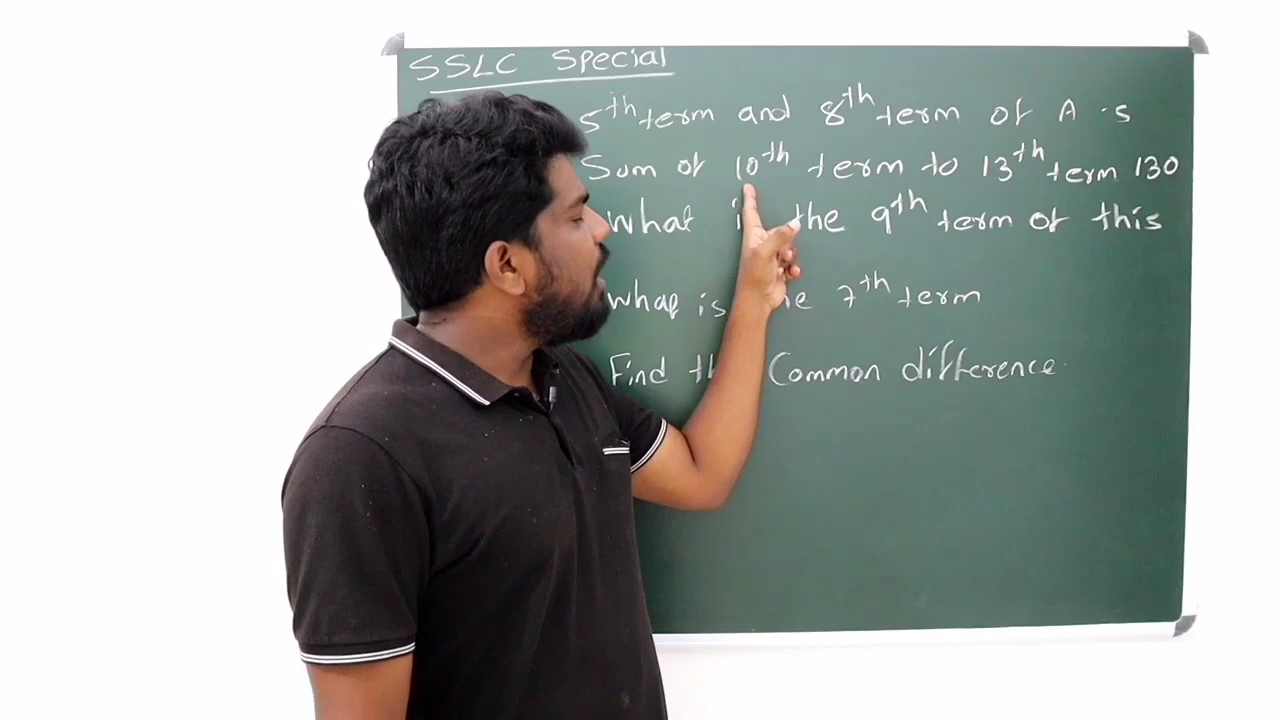 SSLC Special
5th term and 8th term of A.S
Sum of 10th term to 13th term 130
What the 9th term of this
What is 7th term
Find Common difference.